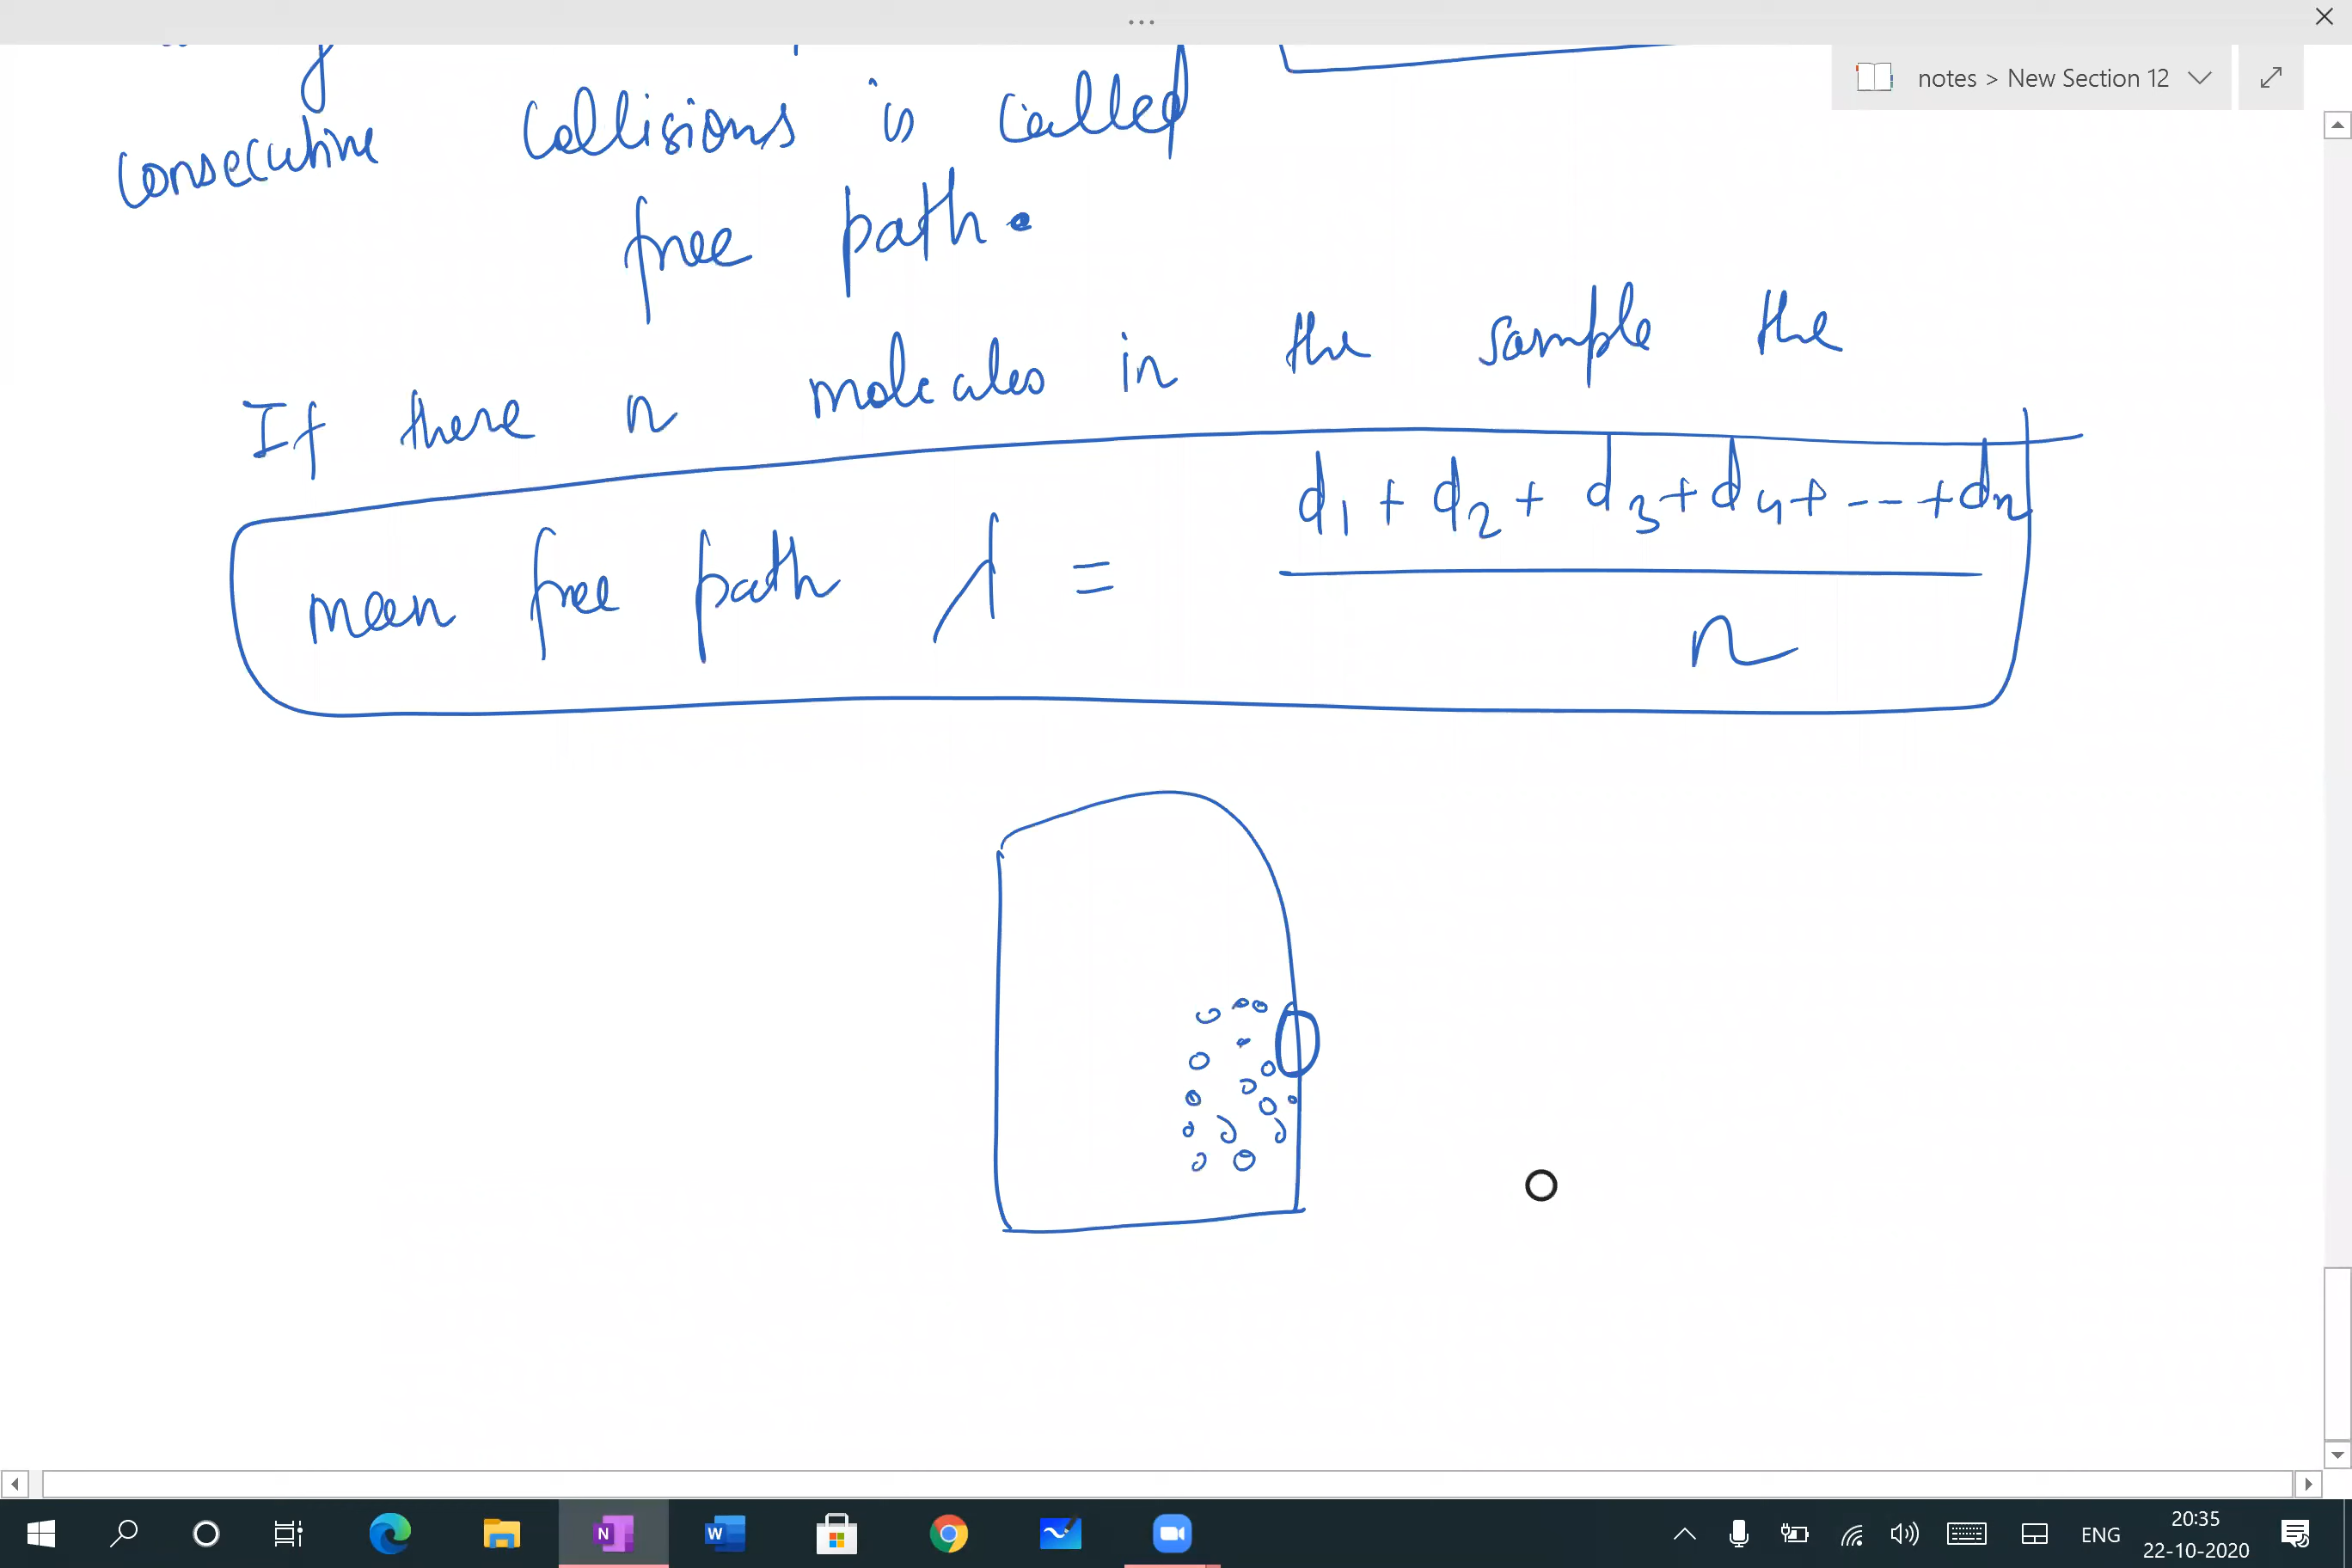 notes > New Section 12
consecutive collisions is called
free path.
If there n molecules in the sample the
mean free path λ = d1 + d2 + d3 + d4 + --- + dn
n
ENG
20:35
22-10-2020